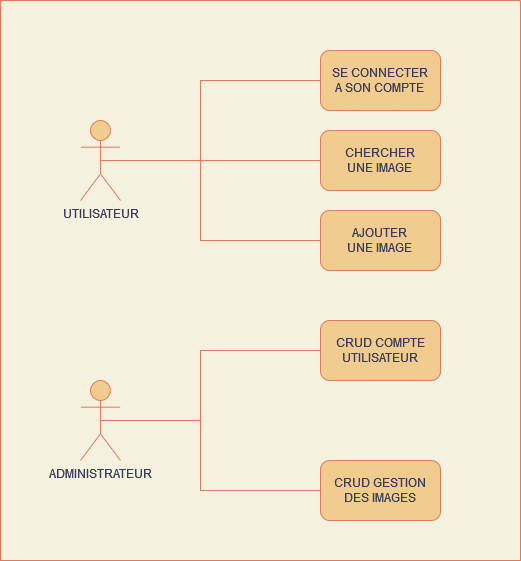 SE CONNECTER
A SON COMPTE
CHERCHER
UNE IMAGE
UTILISATEUR
AJOUTER
UNE IMAGE
CRUD COMPTE
UTILISATEUR
ADMINISTRATEUR
CRUD GESTION
DES IMAGES